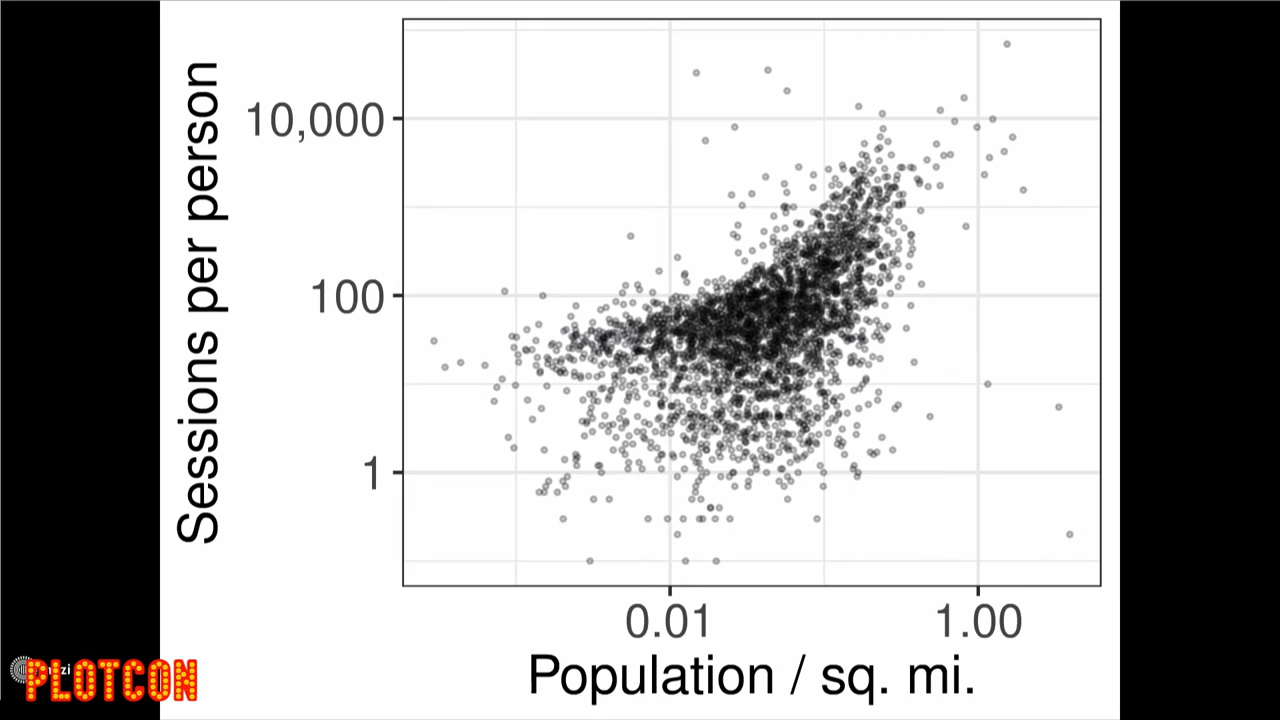 Sessions per person
10,000
100
1
0.01
1.00
Population / sq. mi.
PLOTCON